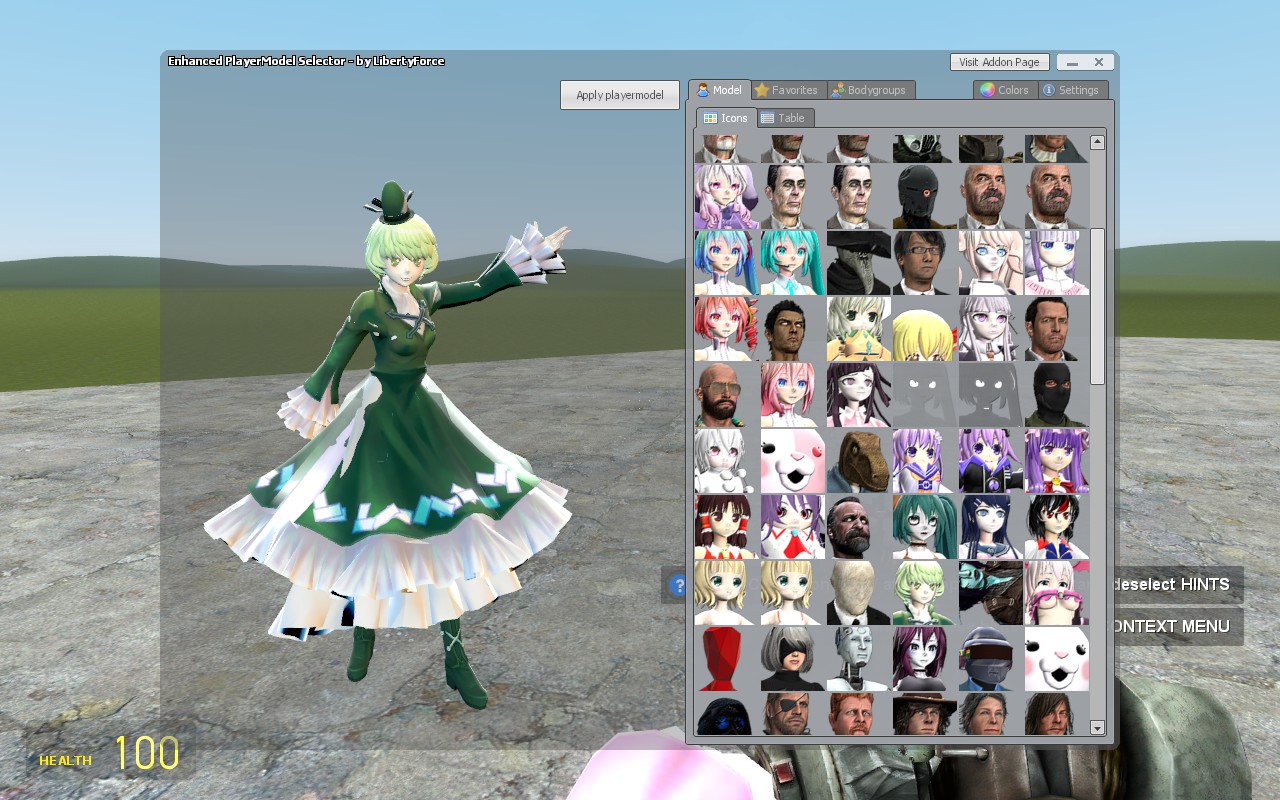 Enhanced PlayerModel Selector - by LibertyForce
Visit Addon Page
Apply playermodel
Model
Favorites
Bodygroups
Colors
Settings
Icons
Table
deselect HINTS
ONTEXT MENU
HEALTH 100